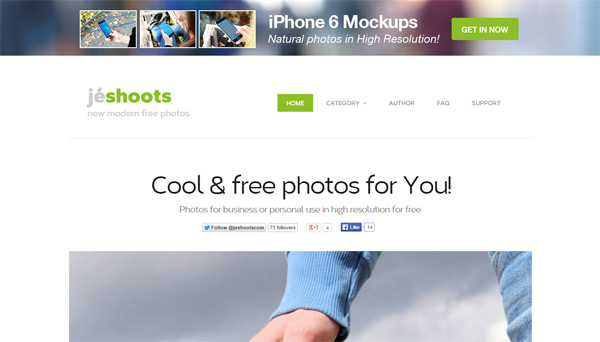 iPhone 6 Mockups
Natural photos in High Resolution!
GET IN NOW
jéshoots
new modern free photos
HOME CATEGORY AUTHOR FAQ SUPPORT
Cool & free photos for You!
Photos for business or personal use in high resolution for free.
Follow @jeshootscom 73 followers g+1 4 Like 14